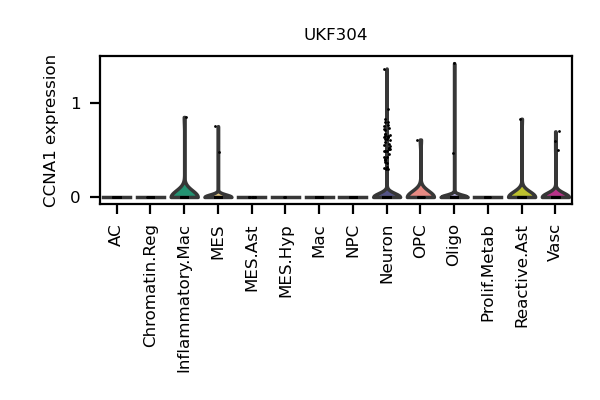 UKF304
CCNA1 expression
1
0
AC
Chromatin.Reg
Inflammatory.Mac
MES
MES.Ast
MES.Hyp
Mac
NPC
Neuron
OPC
Oligo
Prolif.Metab
Reactive.Ast
Vasc